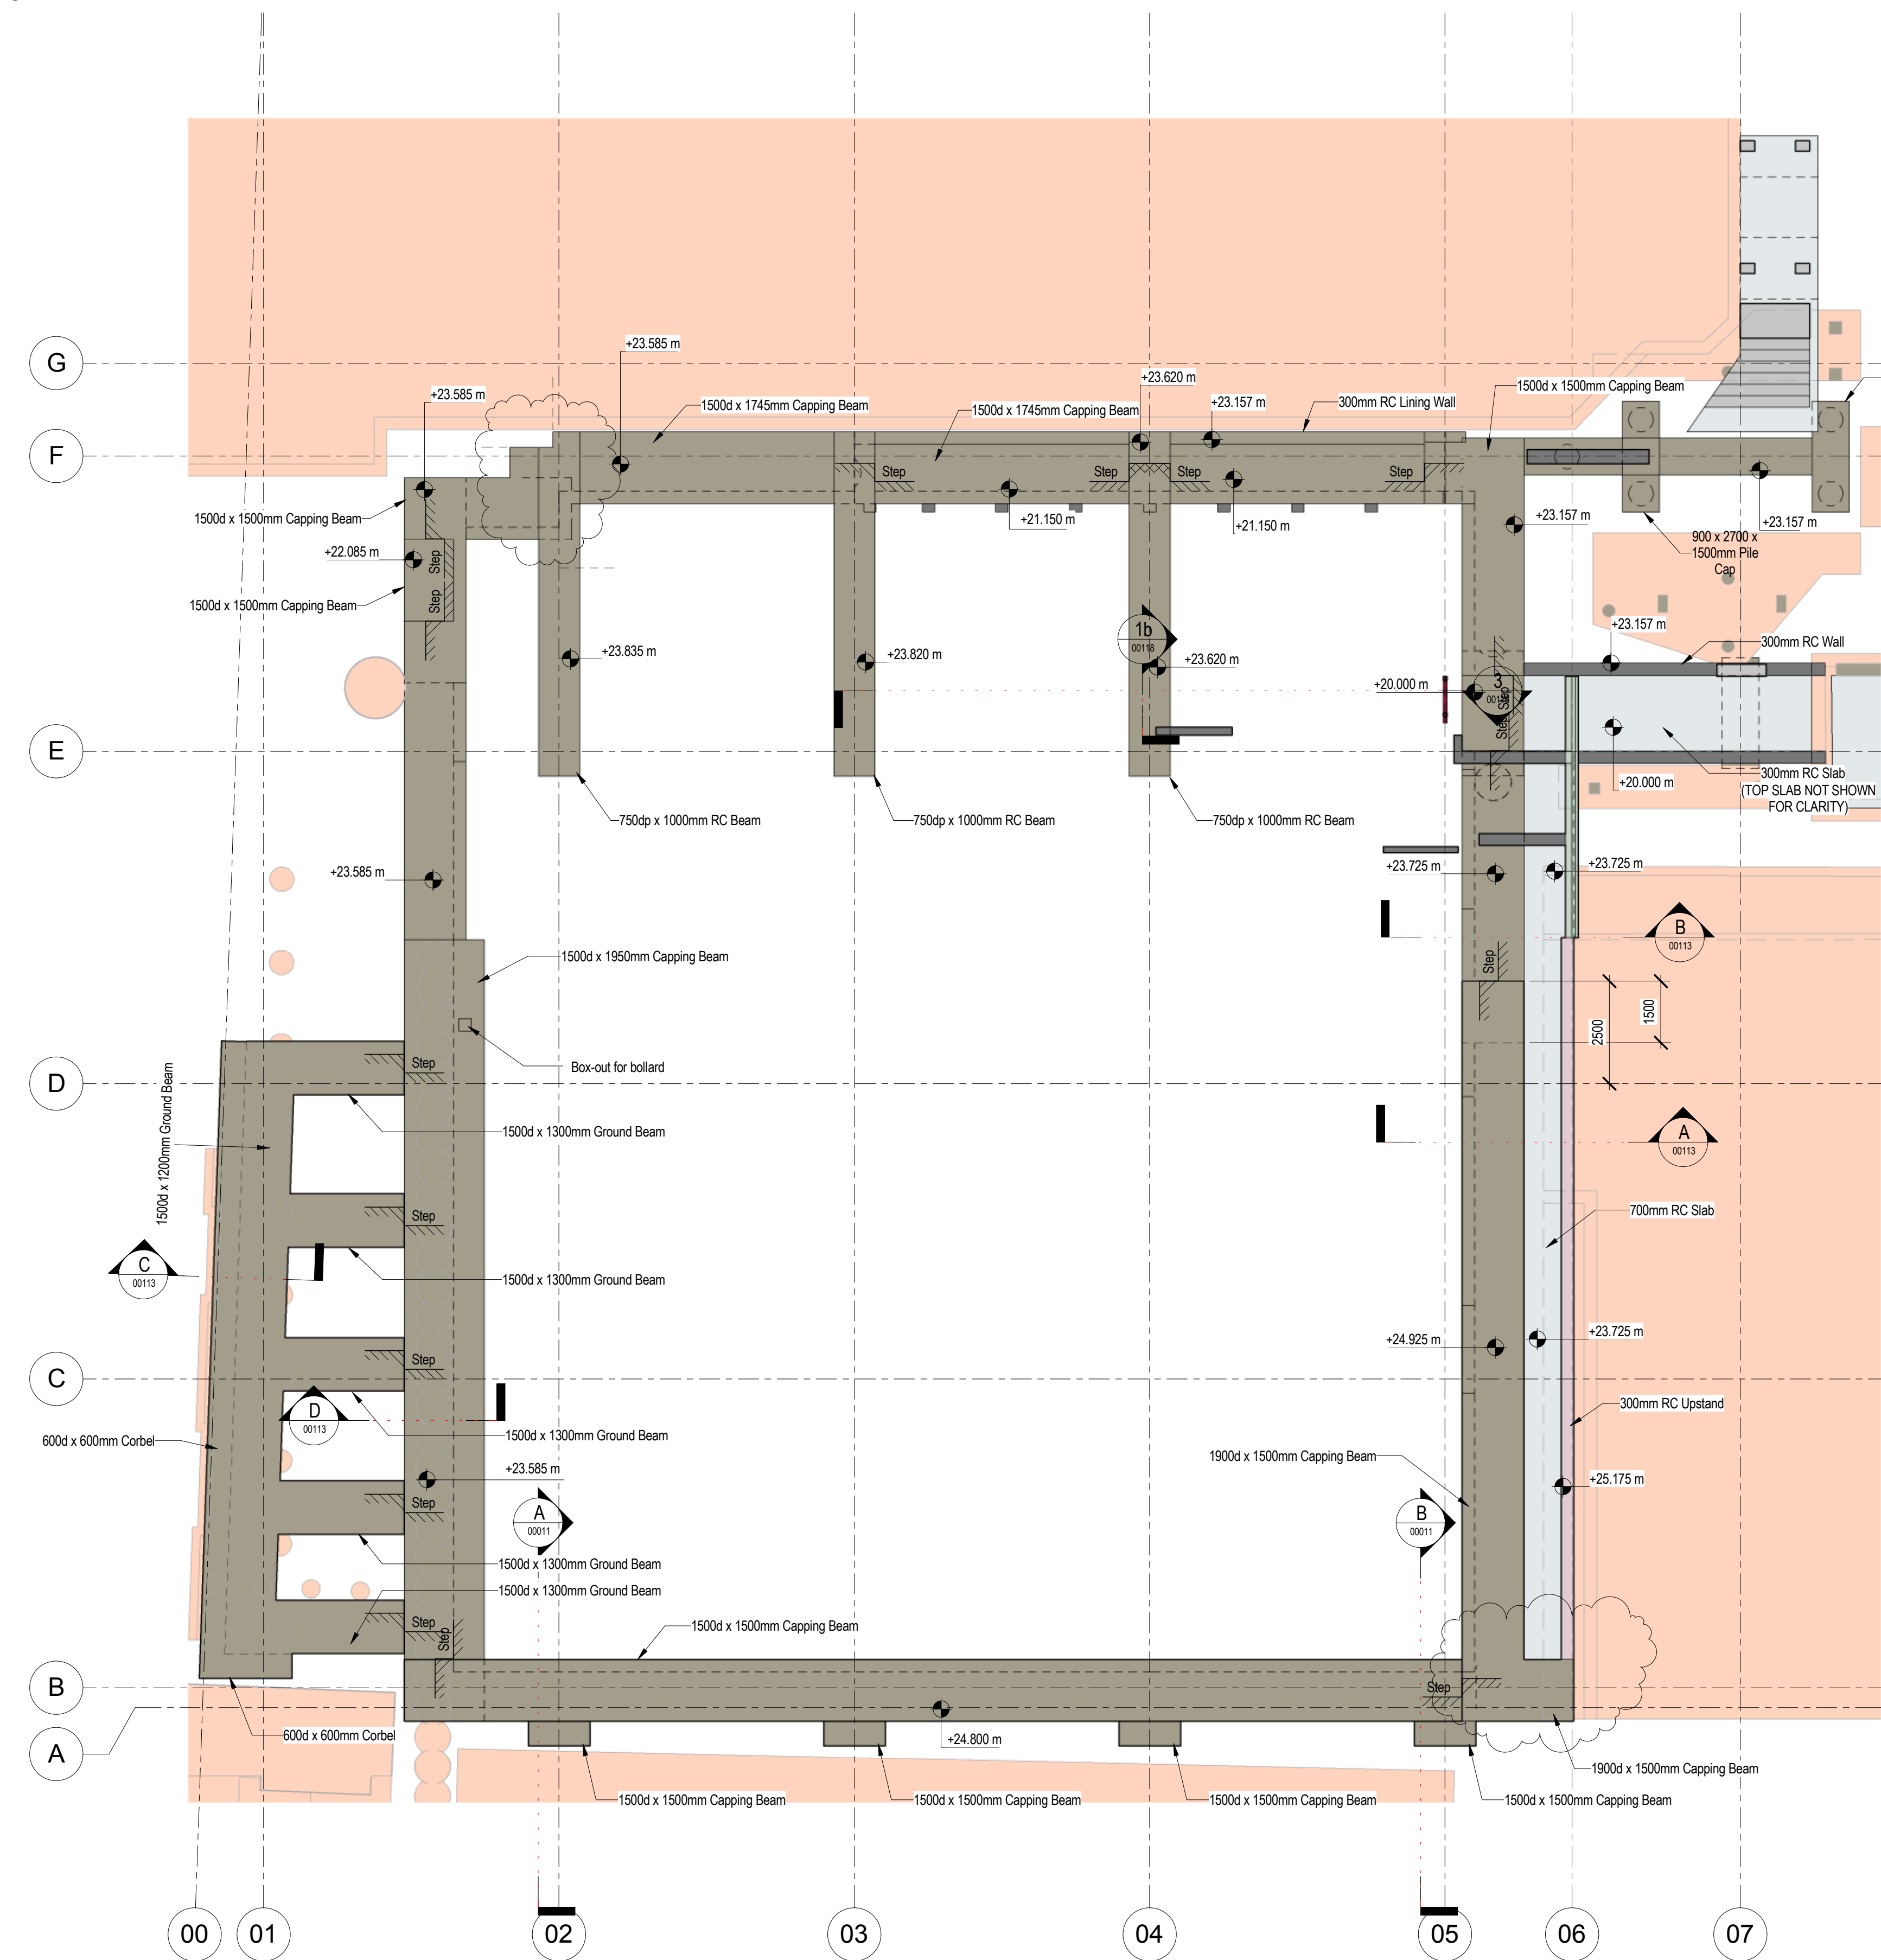 +23.585 m
+23.620 m
+23.585 m
1500d x 1745mm Capping Beam
1500d x 1745mm Capping Beam
+23.157 m
300mm RC Lining Wall
1500d x 1500mm Capping Beam
G
F
Step
Step
Step
Step
1500d x 1500mm Capping Beam
+21.150 m
+21.150 m
+23.157 m
+23.157 m
900 x 2700 x
1500mm Pile
Cap
+22.085 m
Step
Step
1500d x 1500mm Capping Beam
+23.835 m
+23.820 m
1b
00118
+23.620 m
+23.157 m
300mm RC Wall
+20.000 m
3
Step
Step
E
+20.000 m
300mm RC Slab
(TOP SLAB NOT SHOWN
FOR CLARITY)
750dp x 1000mm RC Beam
750dp x 1000mm RC Beam
750dp x 1000mm RC Beam
+23.585 m
+23.725 m
+23.725 m
B
00113
1500d x 1950mm Capping Beam
Step
2500
1500
Box-out for bollard
Step
D
1500d x 1200mm Ground Beam
1500d x 1300mm Ground Beam
A
00113
Step
700mm RC Slab
C
00113
1500d x 1300mm Ground Beam
+24.925 m
+23.725 m
Step
C
D
00113
300mm RC Upstand
600d x 600mm Corbel
1500d x 1300mm Ground Beam
1900d x 1500mm Capping Beam
+23.585 m
+25.175 m
Step
A
00011
B
00011
1500d x 1300mm Ground Beam
1500d x 1300mm Ground Beam
Step
Step
1500d x 1500mm Capping Beam
B
Step
A
600d x 600mm Corbel
+24.800 m
1900d x 1500mm Capping Beam
1500d x 1500mm Capping Beam
1500d x 1500mm Capping Beam
1500d x 1500mm Capping Beam
1500d x 1500mm Capping Beam
00
01
02
03
04
05
06
07